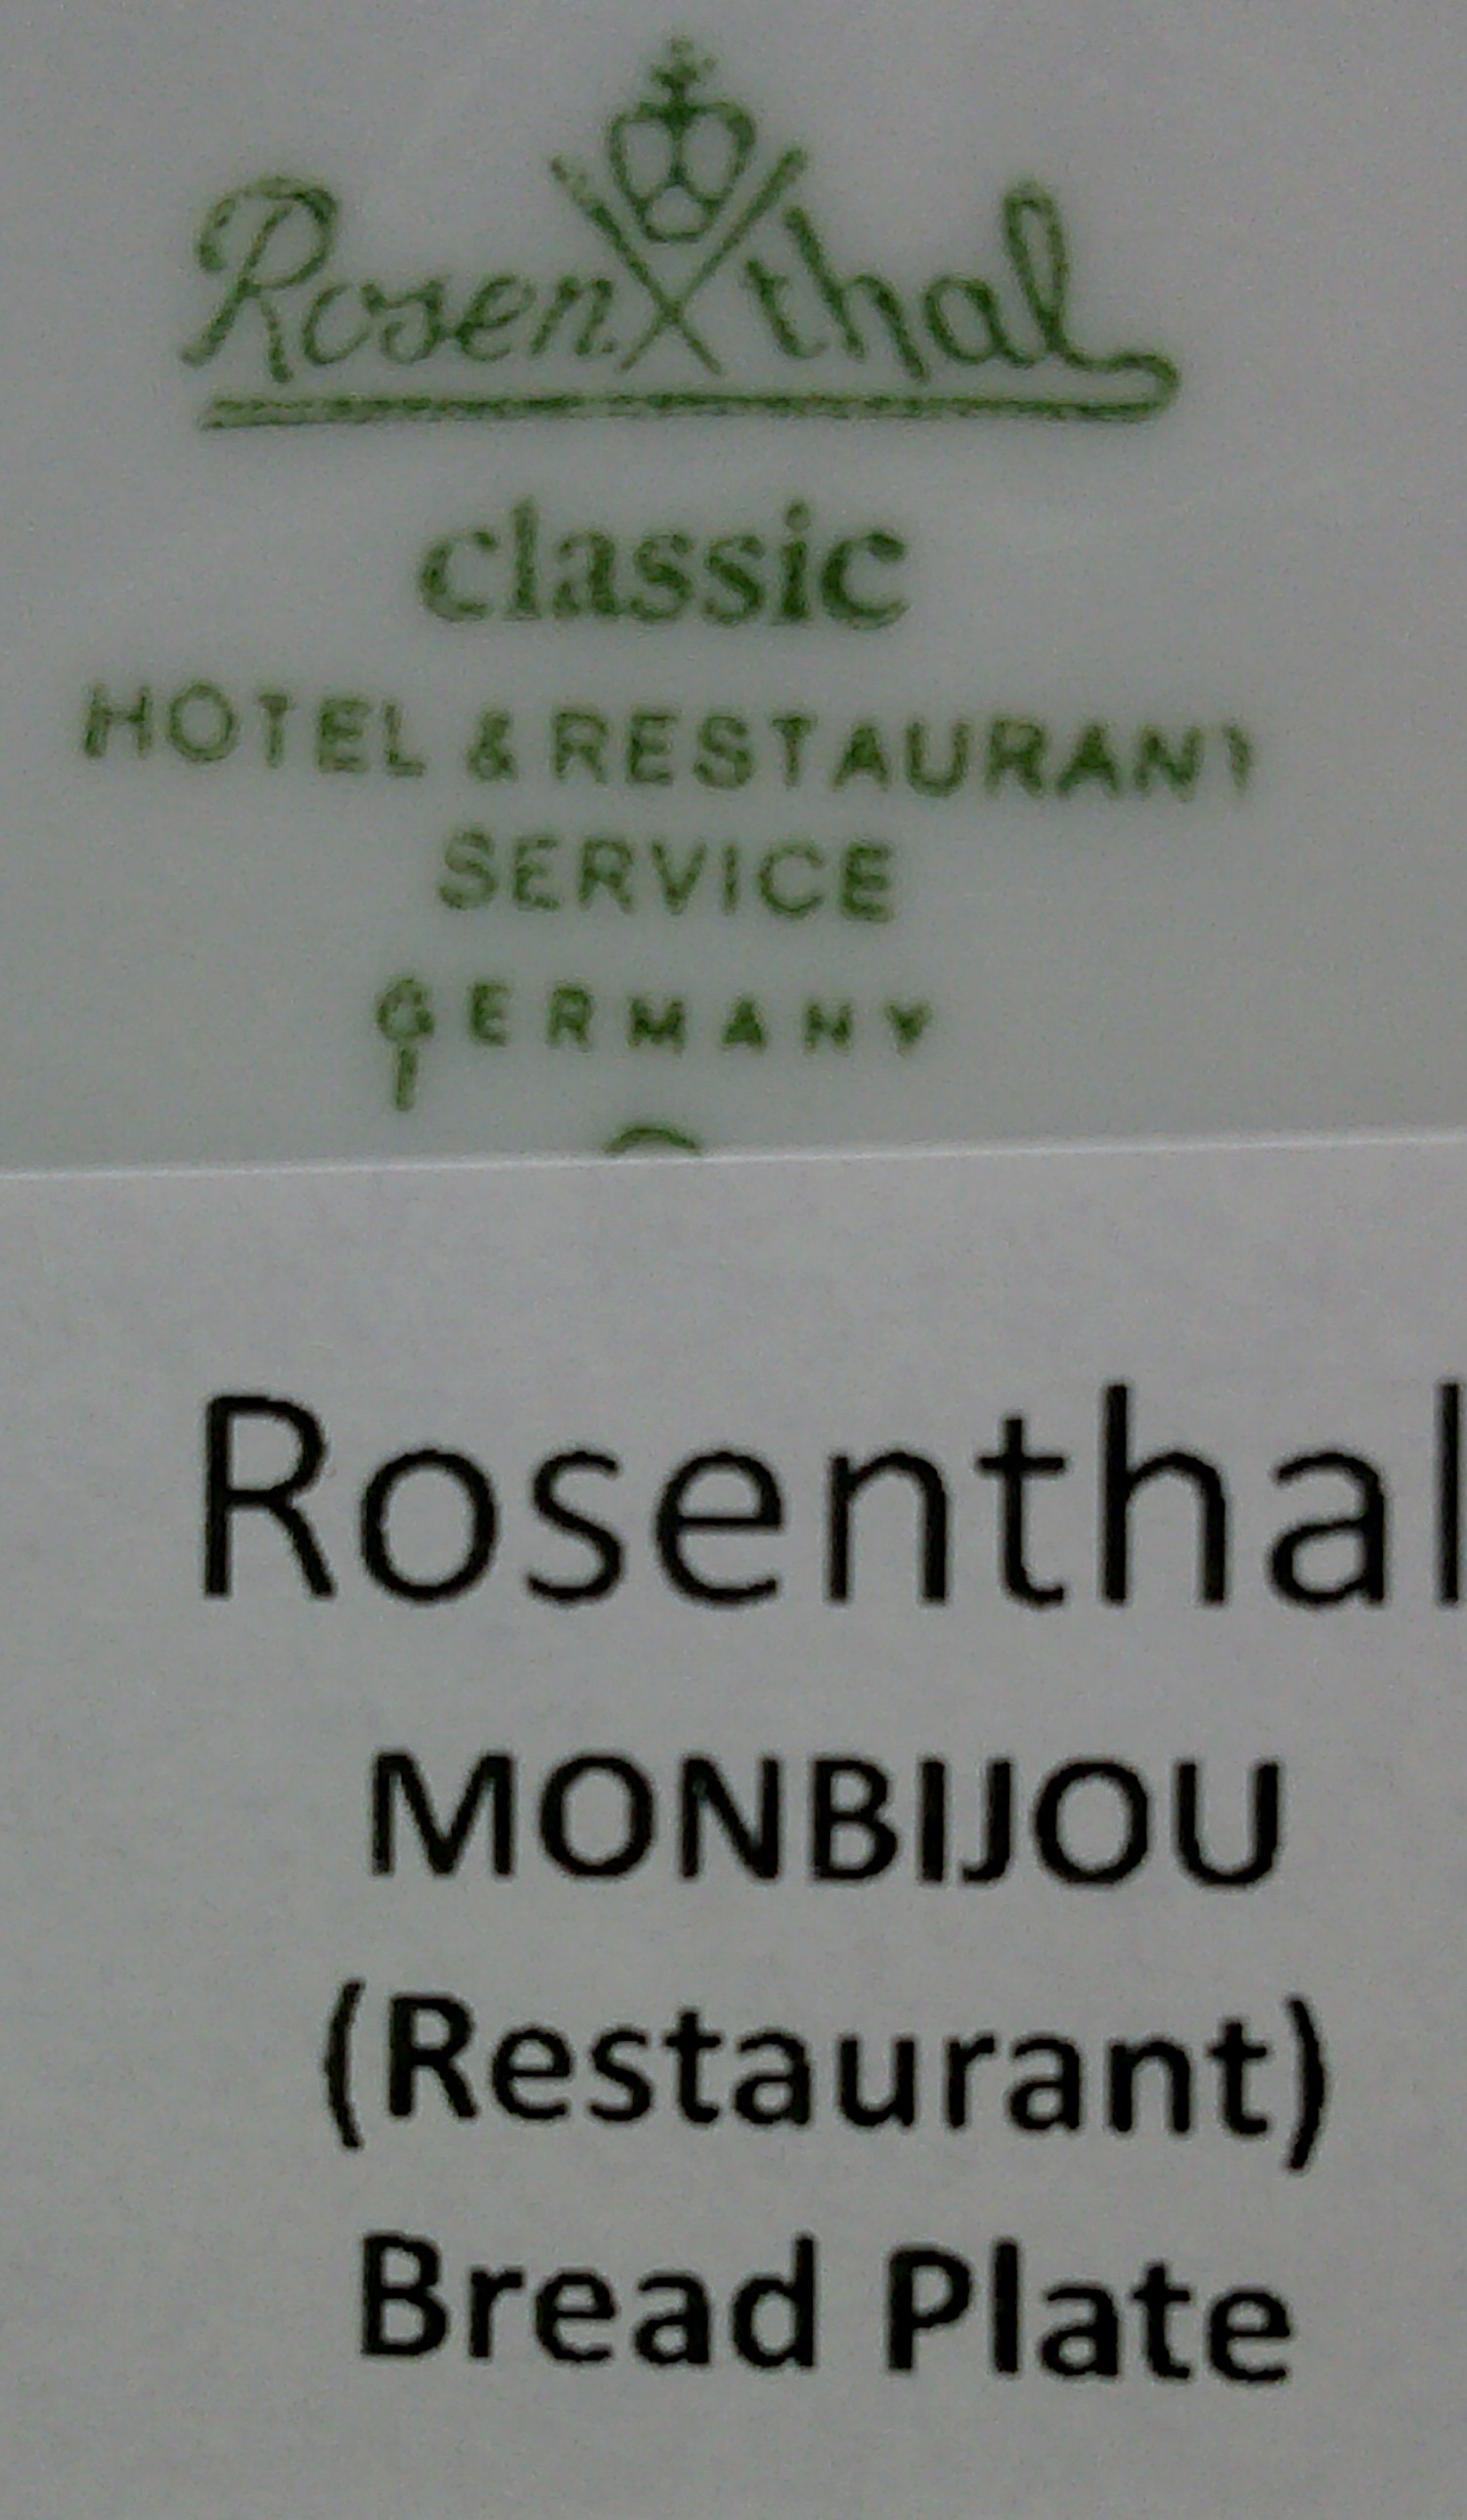 Rosenthal
classic
HOTEL & RESTAURANT
SERVICE
GERMANY
Rosenthal
MONBIJOU
(Restaurant)
Bread Plate